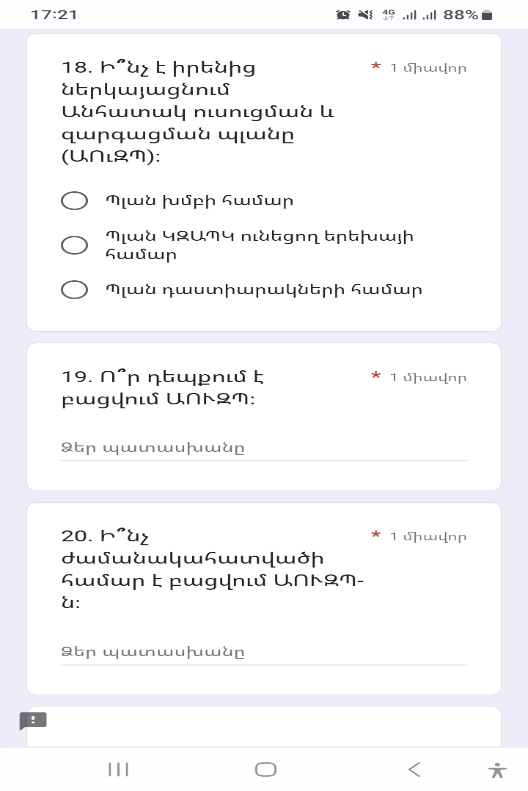 17:21
4G
88%
18. Ի՞նչ է իրենից
ներկայացնում
Անհատակ ուսուցման և
զարգացման պլանը
(ԱՈւԶՊ):
* 1 միավոր
Պլան խմբի համար
Պլան ԿԶԱՊԿ ունեցող երեխայի
համար
Պլան դաստիարակների համար
19. Ո՞ր դեպքում է
բացվում ԱՈՒԶՊ:
* 1 միավոր
Ձեր պատասխանը
20. Ի՞նչ
ժամանակահատվածի
համար է բացվում ԱՈՒԶՊ-
ն:
* 1 միավոր
Ձեր պատասխանը